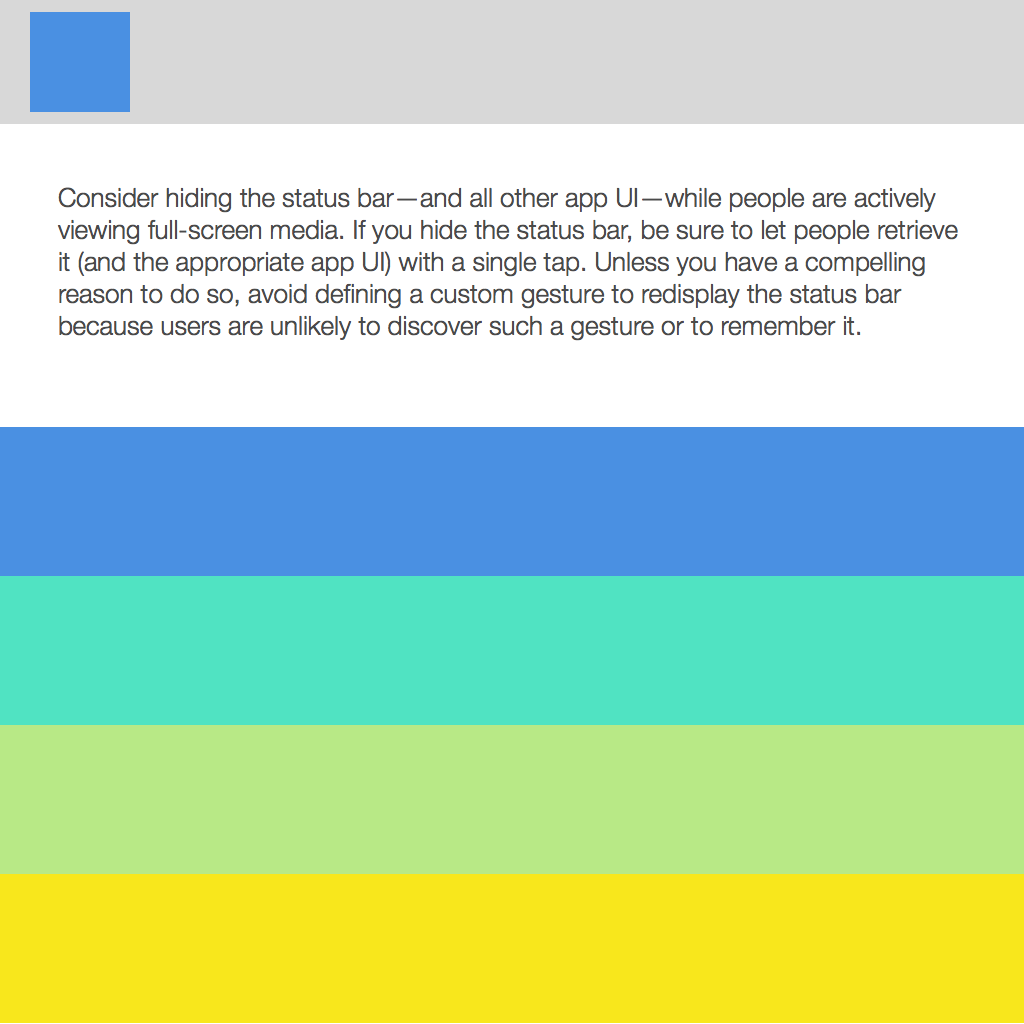 Consider hiding the status bar—and all other app UI—while people are actively
viewing full-screen media. If you hide the status bar, be sure to let people retrieve
it (and the appropriate app UI) with a single tap. Unless you have a compelling
reason to do so, avoid defining a custom gesture to redisplay the status bar
because users are unlikely to discover such a gesture or to remember it.